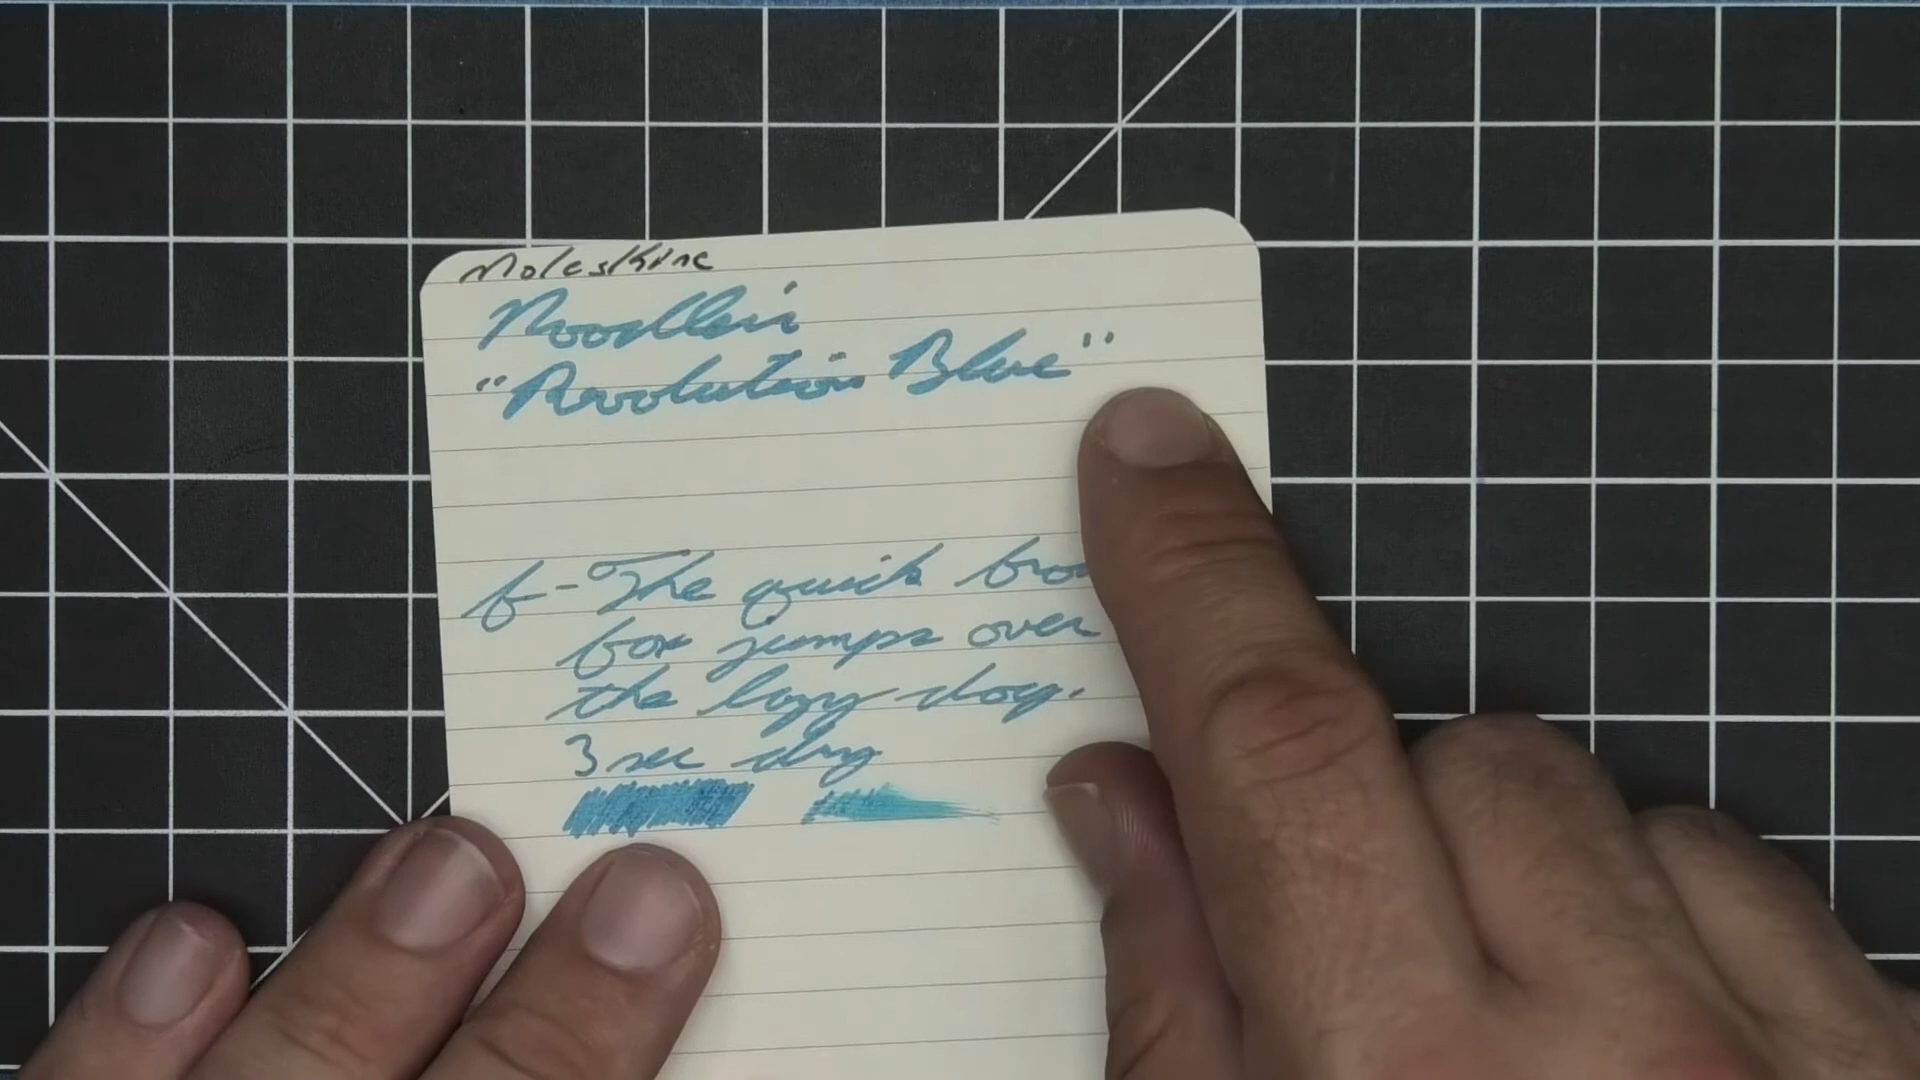 Moleskine
Noodler's
"Revolution Blue"
f-The quick bro
fox jumps over
the lazy dog.
3 sec dry